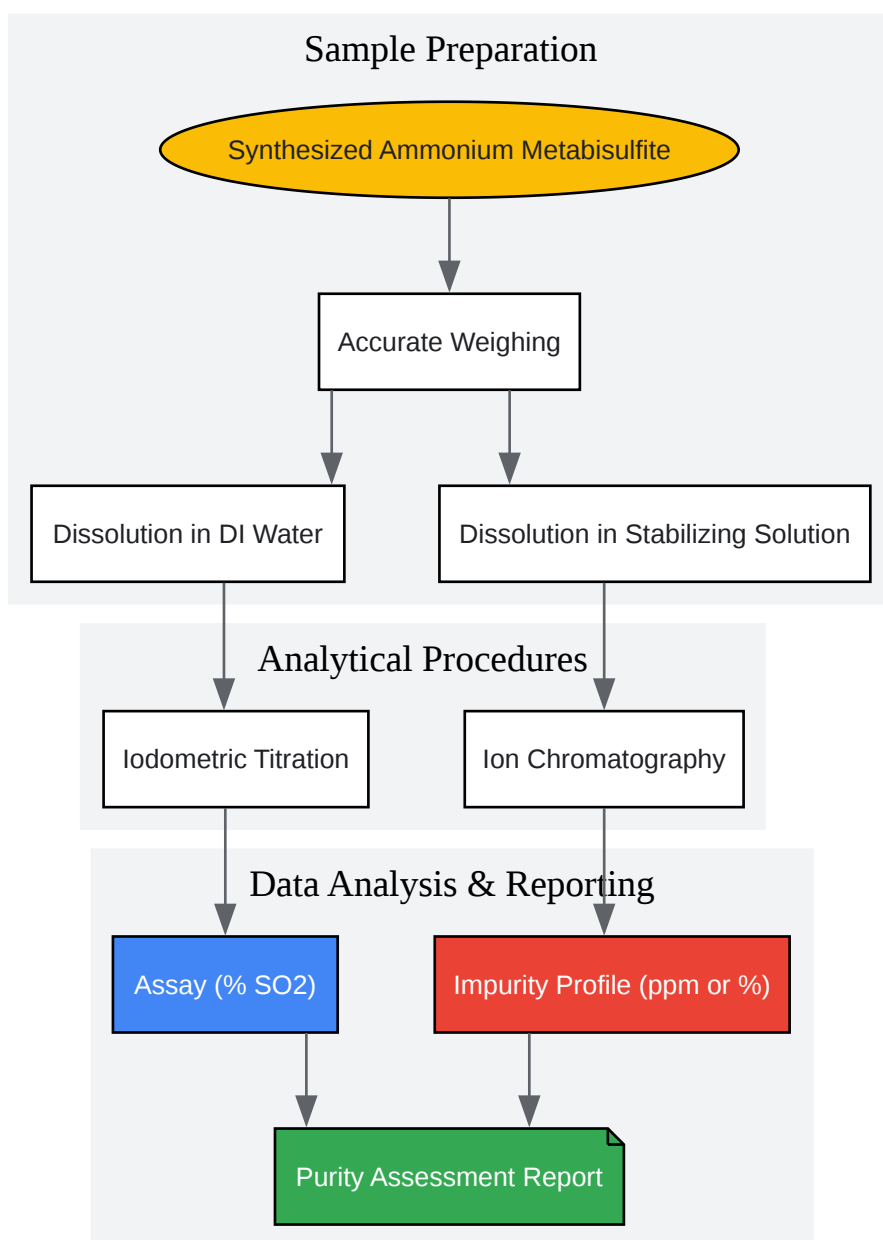 Sample Preparation
Synthesized Ammonium Metabisulfite
Accurate Weighing
Dissolution in DI Water
Dissolution in Stabilizing Solution
Analytical Procedures
Iodometric Titration
Ion Chromatography
Data Analysis & Reporting
Assay (% SO2)
Impurity Profile (ppm or %)
Purity Assessment Report